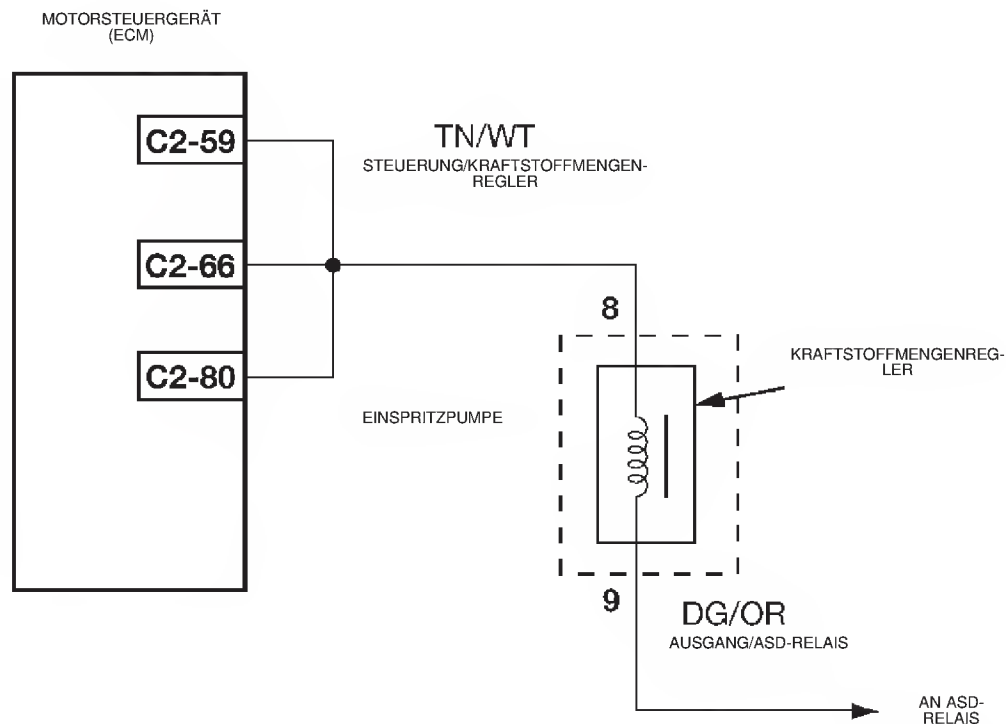 MOTORSTEUERGERÄT
(ECM)
C2-59
TN/WT
STEUERUNG/KRAFTSTOFFMENGEN-
REGLER
C2-66
8
KRAFTSTOFFMENGENREG-
LER
C2-80
EINSPRITZPUMPE
9
DG/OR
AUSGANG/ASD-RELAIS
AN ASD-
RELAIS